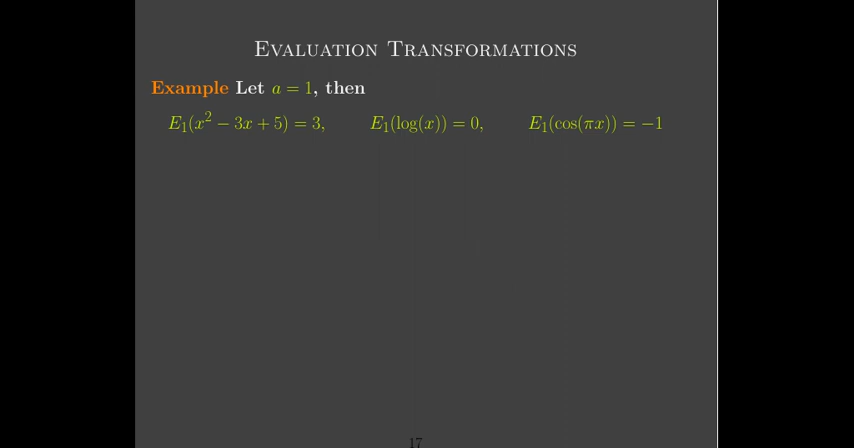 Evaluation Transformations
Example Let a = 1, then
E₁(x² − 3x + 5) = 3, E₁(log(x)) = 0, E₁(cos(πx)) = −1
17